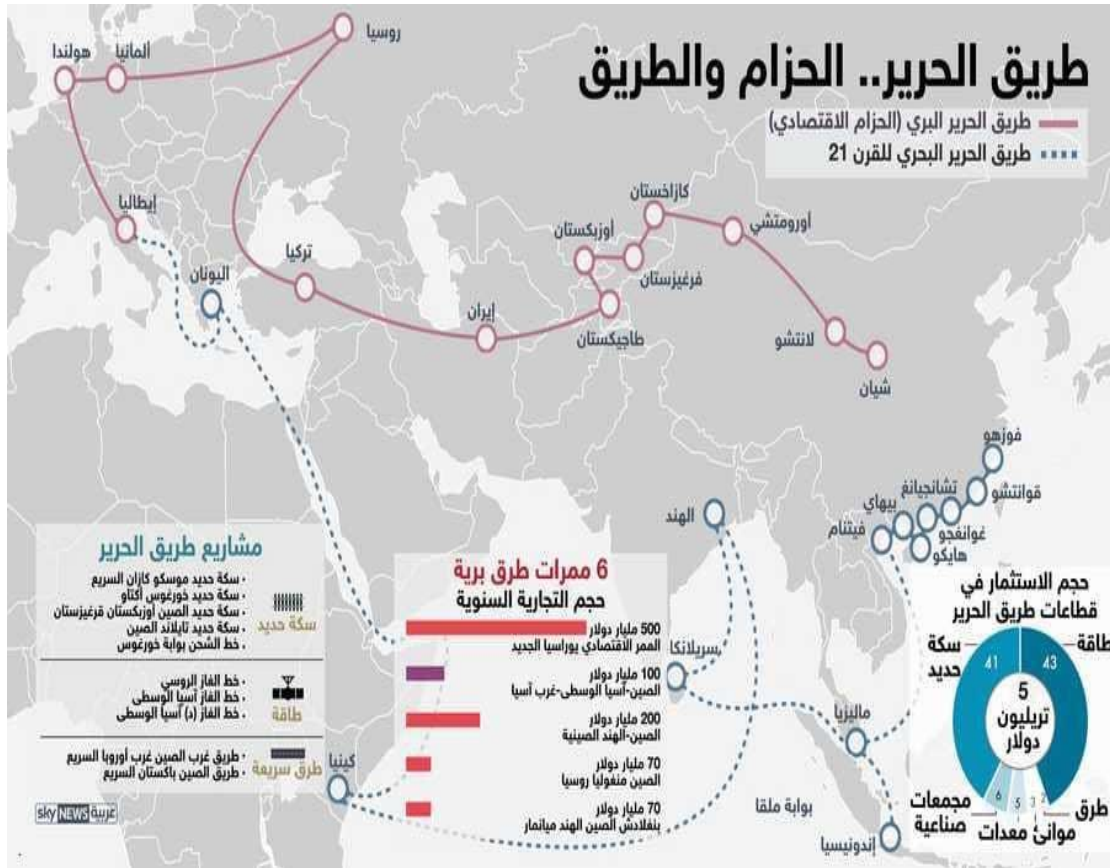 طريق الحرير.. الحزام والطريق
طريق الحرير البري (الحزام الاقتصادي)
طريق الحرير البحري للقرن 21
روسيا
ألمانيا
هولندا
إيطاليا
اليونان
تركيا
إيران
كازاخستان
أوزبكستان
فرغيزستان
طاجيكستان
أورومتشي
لانتشو
شيان
فوزهو
قوانتشو
تشانجيانغ
غوانغجو
بيهاي
هايكو
فيتنام
الهند
سريلانكا
ماليزيا
بوابة ملقا
إندونيسيا
كينيا
مشاريع طريق الحرير
سكة حديد
• سكة حديد موسكو كازان السريع
• سكة حديد خورغوس أكتاو
• سكة حديد الصين أوزبكستان قرغيزستان
• سكة حديد تايلاند الصين
• خط الشحن بوابة خورغوس
طاقة
• خط الغاز الروسي
• خط الغاز آسيا الوسطى
• خط الغاز (د) آسيا الوسطى
طرق سريعة
• طريق غرب الصين غرب أوروبا السريع
• طريق الصين باكستان السريع
6 ممرات طرق برية
حجم التجارية السنوية
500 مليار دولار
الممر الاقتصادي يوراسيا الجديد
100 مليار دولار
الصين-آسيا الوسطى-غرب آسيا
200 مليار دولار
الصين-الهند الصينية
70 مليار دولار
الصين منغوليا روسيا
70 مليار دولار
بنغلادش الصين الهند ميانمار
حجم الاستثمار في
قطاعات طريق الحرير
طاقة
43
سكة
حديد
41
5
تريليون
دولار
6
5
3
2
طرق
موانئ
معدات
مجمعات
صناعية
sky NEWS عربية